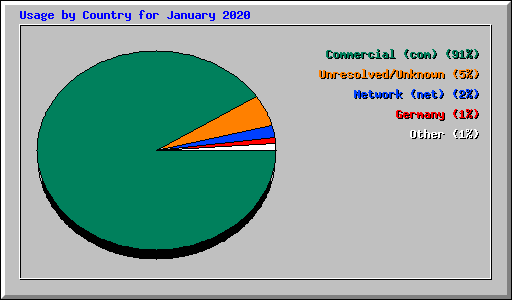 Usage by Country for January 2020
Commercial (com) (91%)
Unresolved/Unknown (5%)
Network (net) (2%)
Germany (1%)
Other (1%)